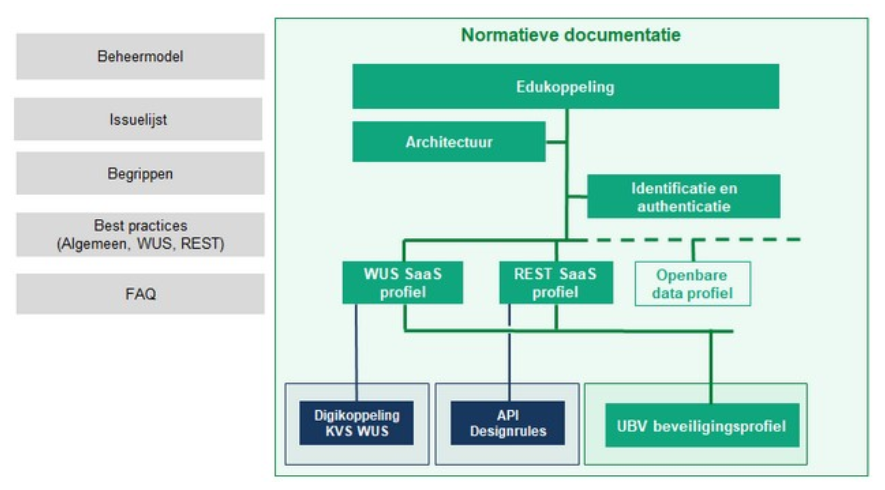 Beheermodel
Issuelijst
Begrippen
Best practices
(Algemeen, WUS, REST)
FAQ
Normatieve documentatie
Edukoppeling
Architectuur
Identificatie en
authenticatie
WUS SaaS
profiel
REST SaaS
profiel
Openbare
data profiel
Digikoppeling
KVS WUS
API
Designrules
UBV beveiligingsprofiel